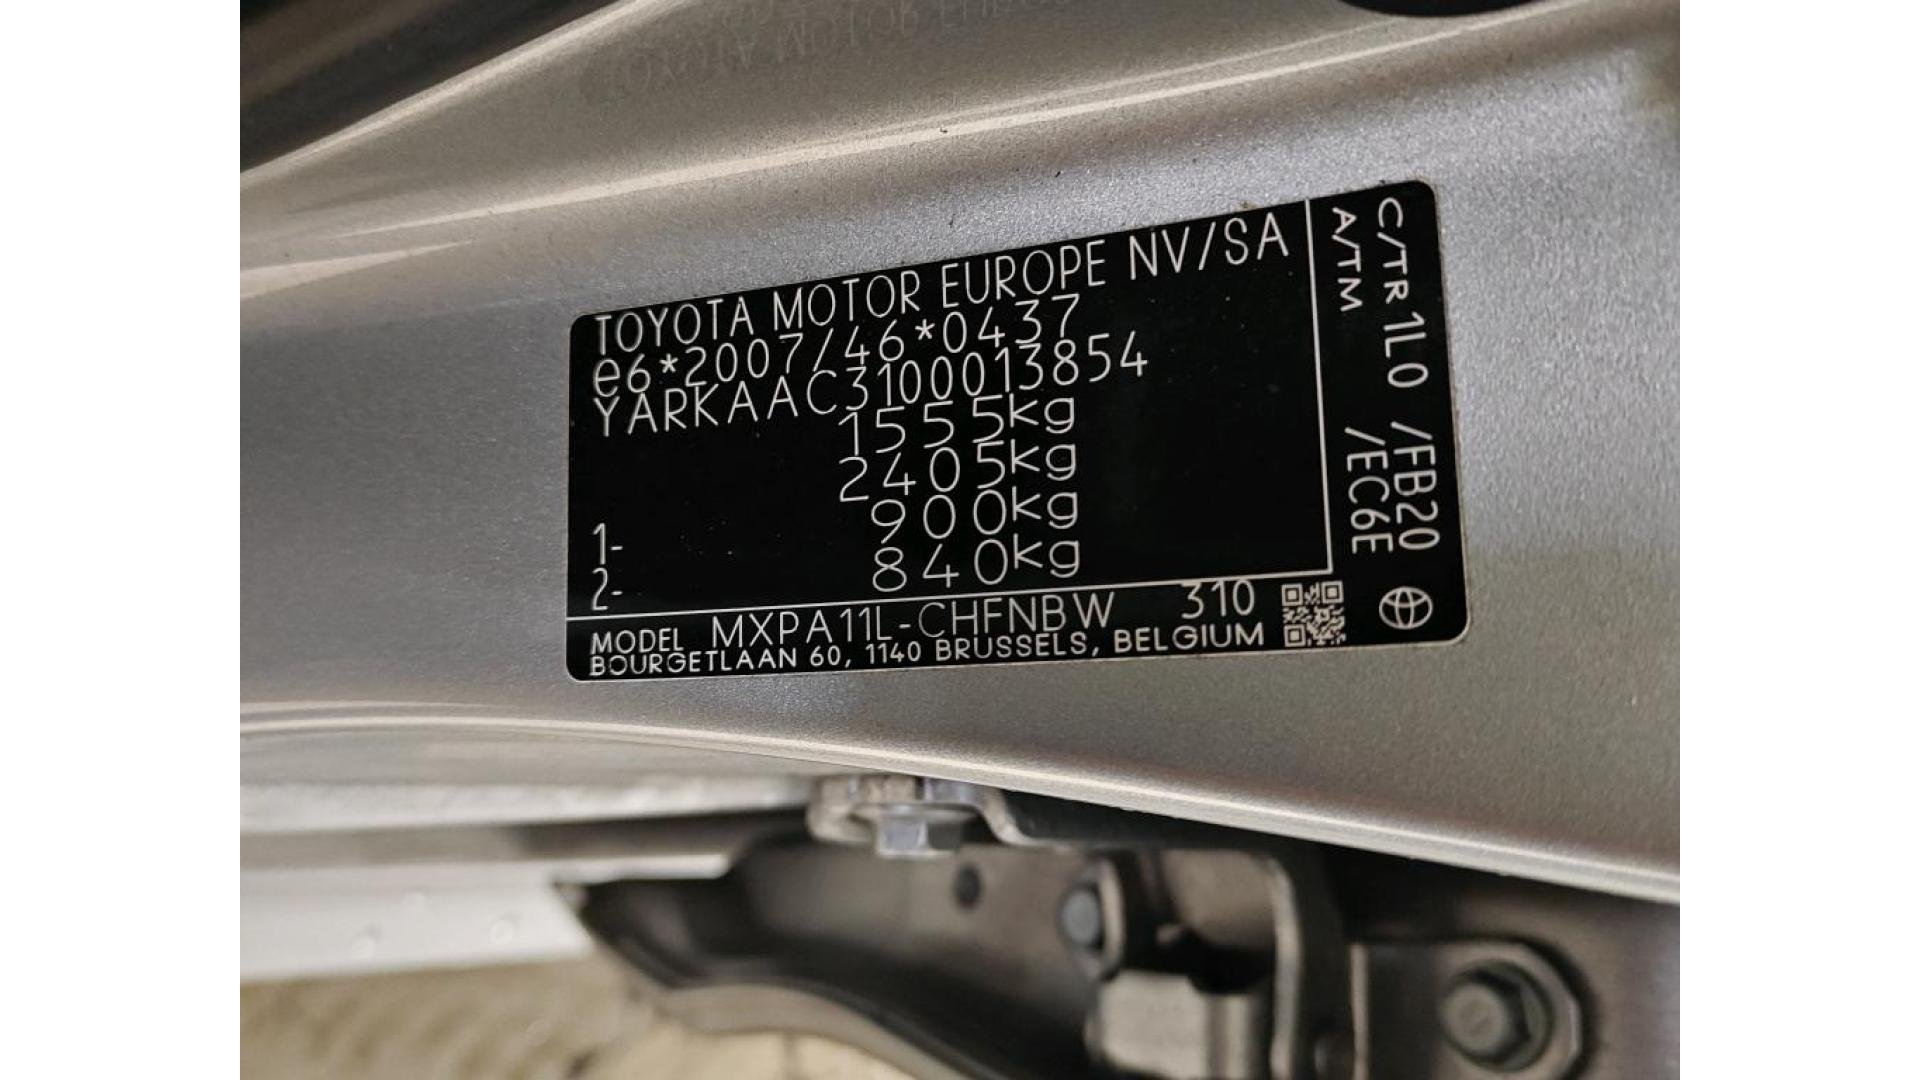 TOYOTA MOTOR EUROPE NV/SA
e6*2007/46*0437
YARKAAC3100013854
1555kg
2405kg
1- 900kg
2- 840kg
MODEL MXPA11L-CHFNBW 310
BOURGETLAAN 60, 1140 BRUSSELS, BELGIUM
C/TR 1L0 /FB20
A/TM /EC6E